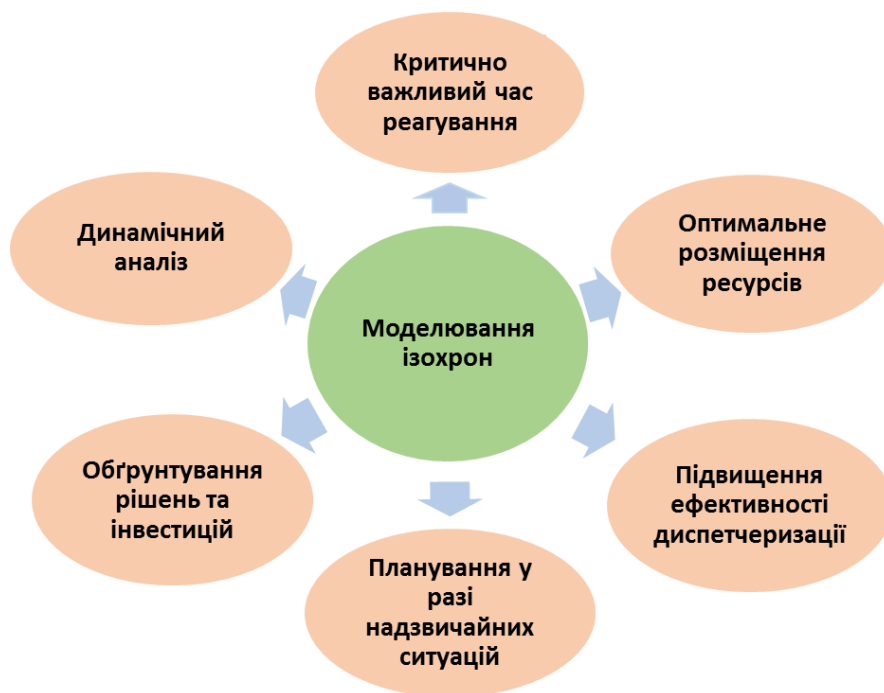 Критично
важливий час
реагування
Динамічний
аналіз
Оптимальне
розміщення
ресурсів
Моделювання
ізохрон
Обґрунтування
рішень та
інвестицій
Підвищення
ефективності
диспетчеризації
Планування у
разі
надзвичайних
ситуацій